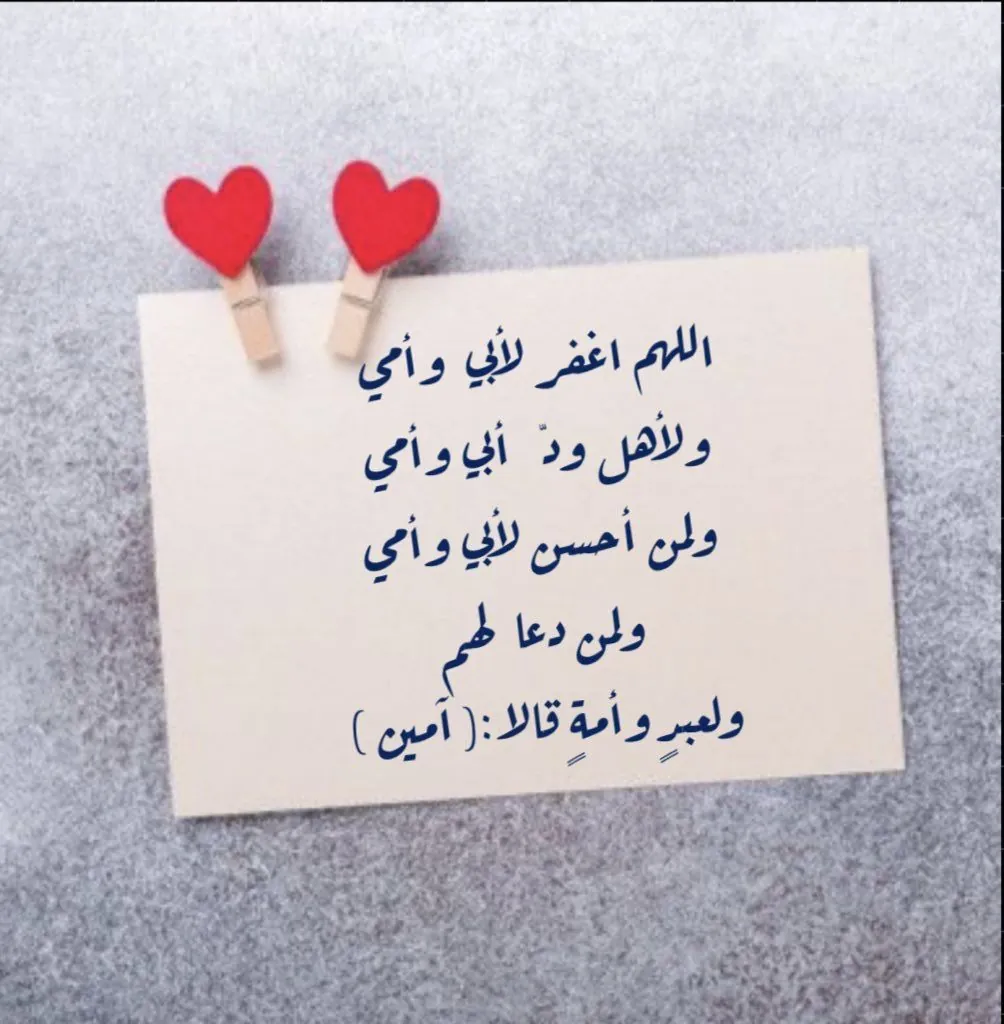 اللهم اغفر لأبي وأمي
ولأهل ودّ أبي وأمي
ولمن أحسن لأبي وأمي
ولمن دعا لهم
ولعبدٍ وأمةٍ قالا :( آمين )